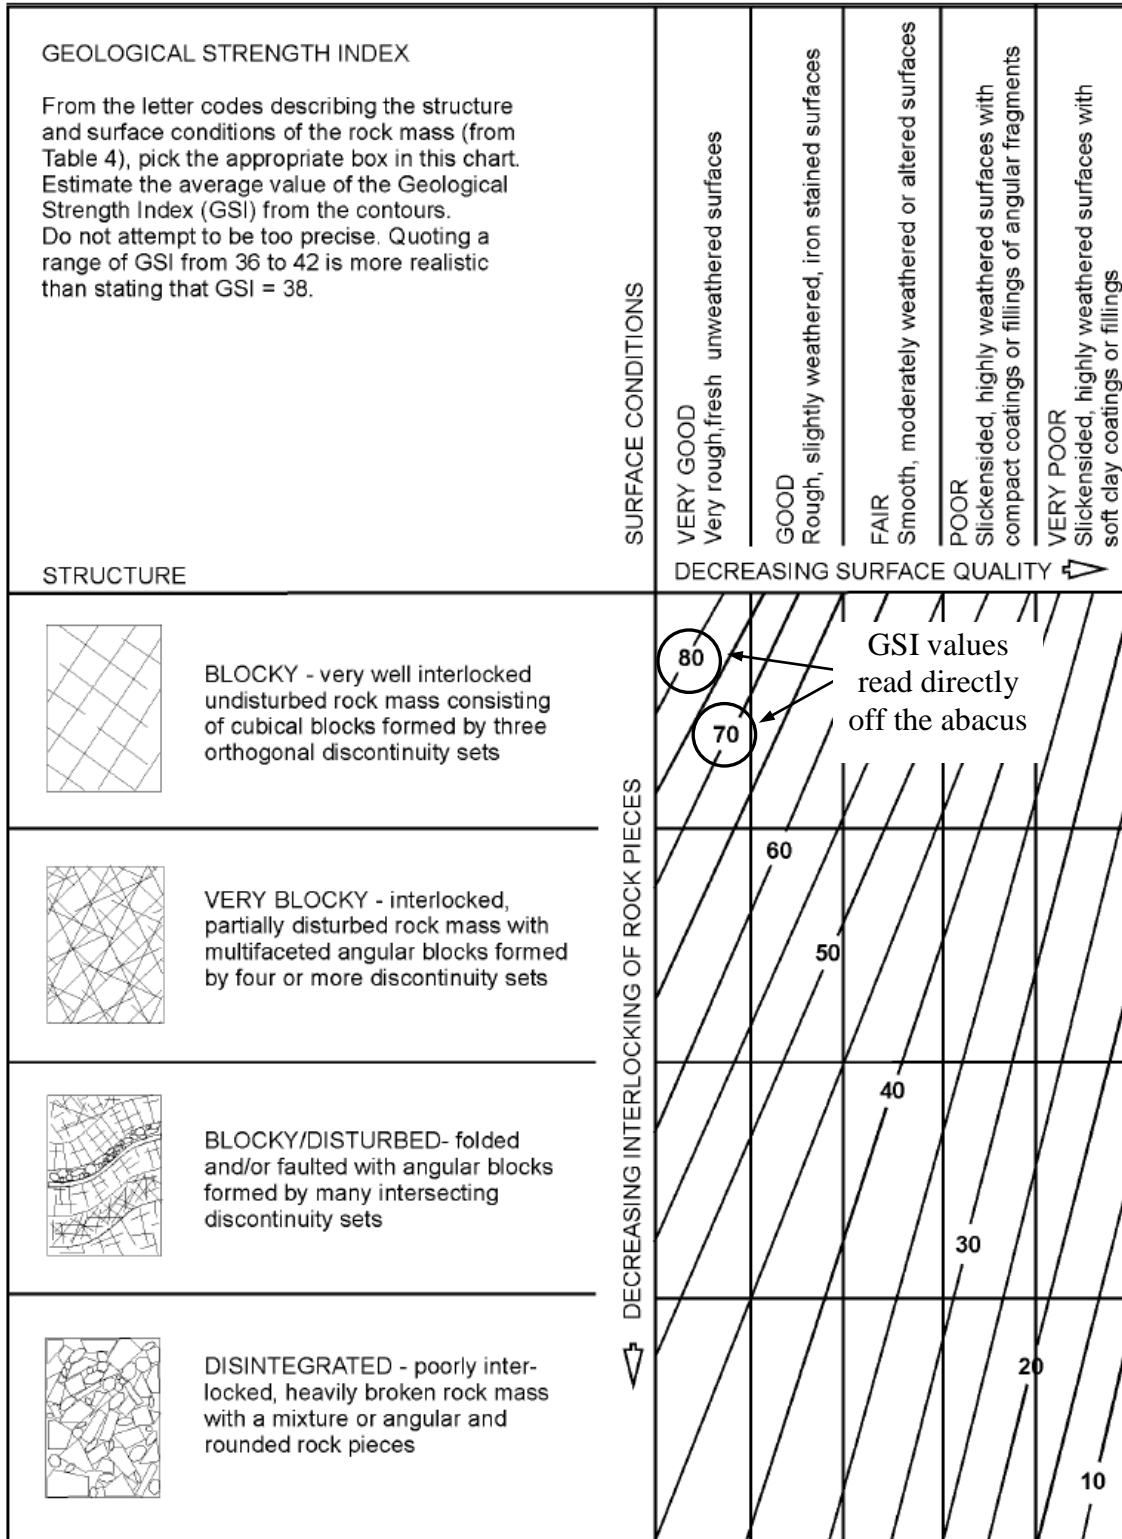 GEOLOGICAL STRENGTH INDEX
From the letter codes describing the structure
and surface conditions of the rock mass (from
Table 4), pick the appropriate box in this chart.
Estimate the average value of the Geological
Strength Index (GSI) from the contours.
Do not attempt to be too precise. Quoting a
range of GSI from 36 to 42 is more realistic
than stating that GSI = 38.
SURFACE CONDITIONS
VERY GOOD
Very rough,fresh unweathered surfaces
GOOD
Rough, slightly weathered, iron stained surfaces
FAIR
Smooth, moderately weathered or altered surfaces
POOR
Slickensided, highly weathered surfaces with
compact coatings or fillings of angular fragments
VERY POOR
Slickensided, highly weathered surfaces with
soft clay coatings or fillings
STRUCTURE
DECREASING SURFACE QUALITY
BLOCKY - very well interlocked
undisturbed rock mass consisting
of cubical blocks formed by three
orthogonal discontinuity sets
VERY BLOCKY - interlocked,
partially disturbed rock mass with
multifaceted angular blocks formed
by four or more discontinuity sets
BLOCKY/DISTURBED- folded
and/or faulted with angular blocks
formed by many intersecting
discontinuity sets
DISINTEGRATED - poorly inter-
locked, heavily broken rock mass
with a mixture or angular and
rounded rock pieces
DECREASING INTERLOCKING OF ROCK PIECES
80
70
GSI values
read directly
off the abacus
60
50
40
30
20
10